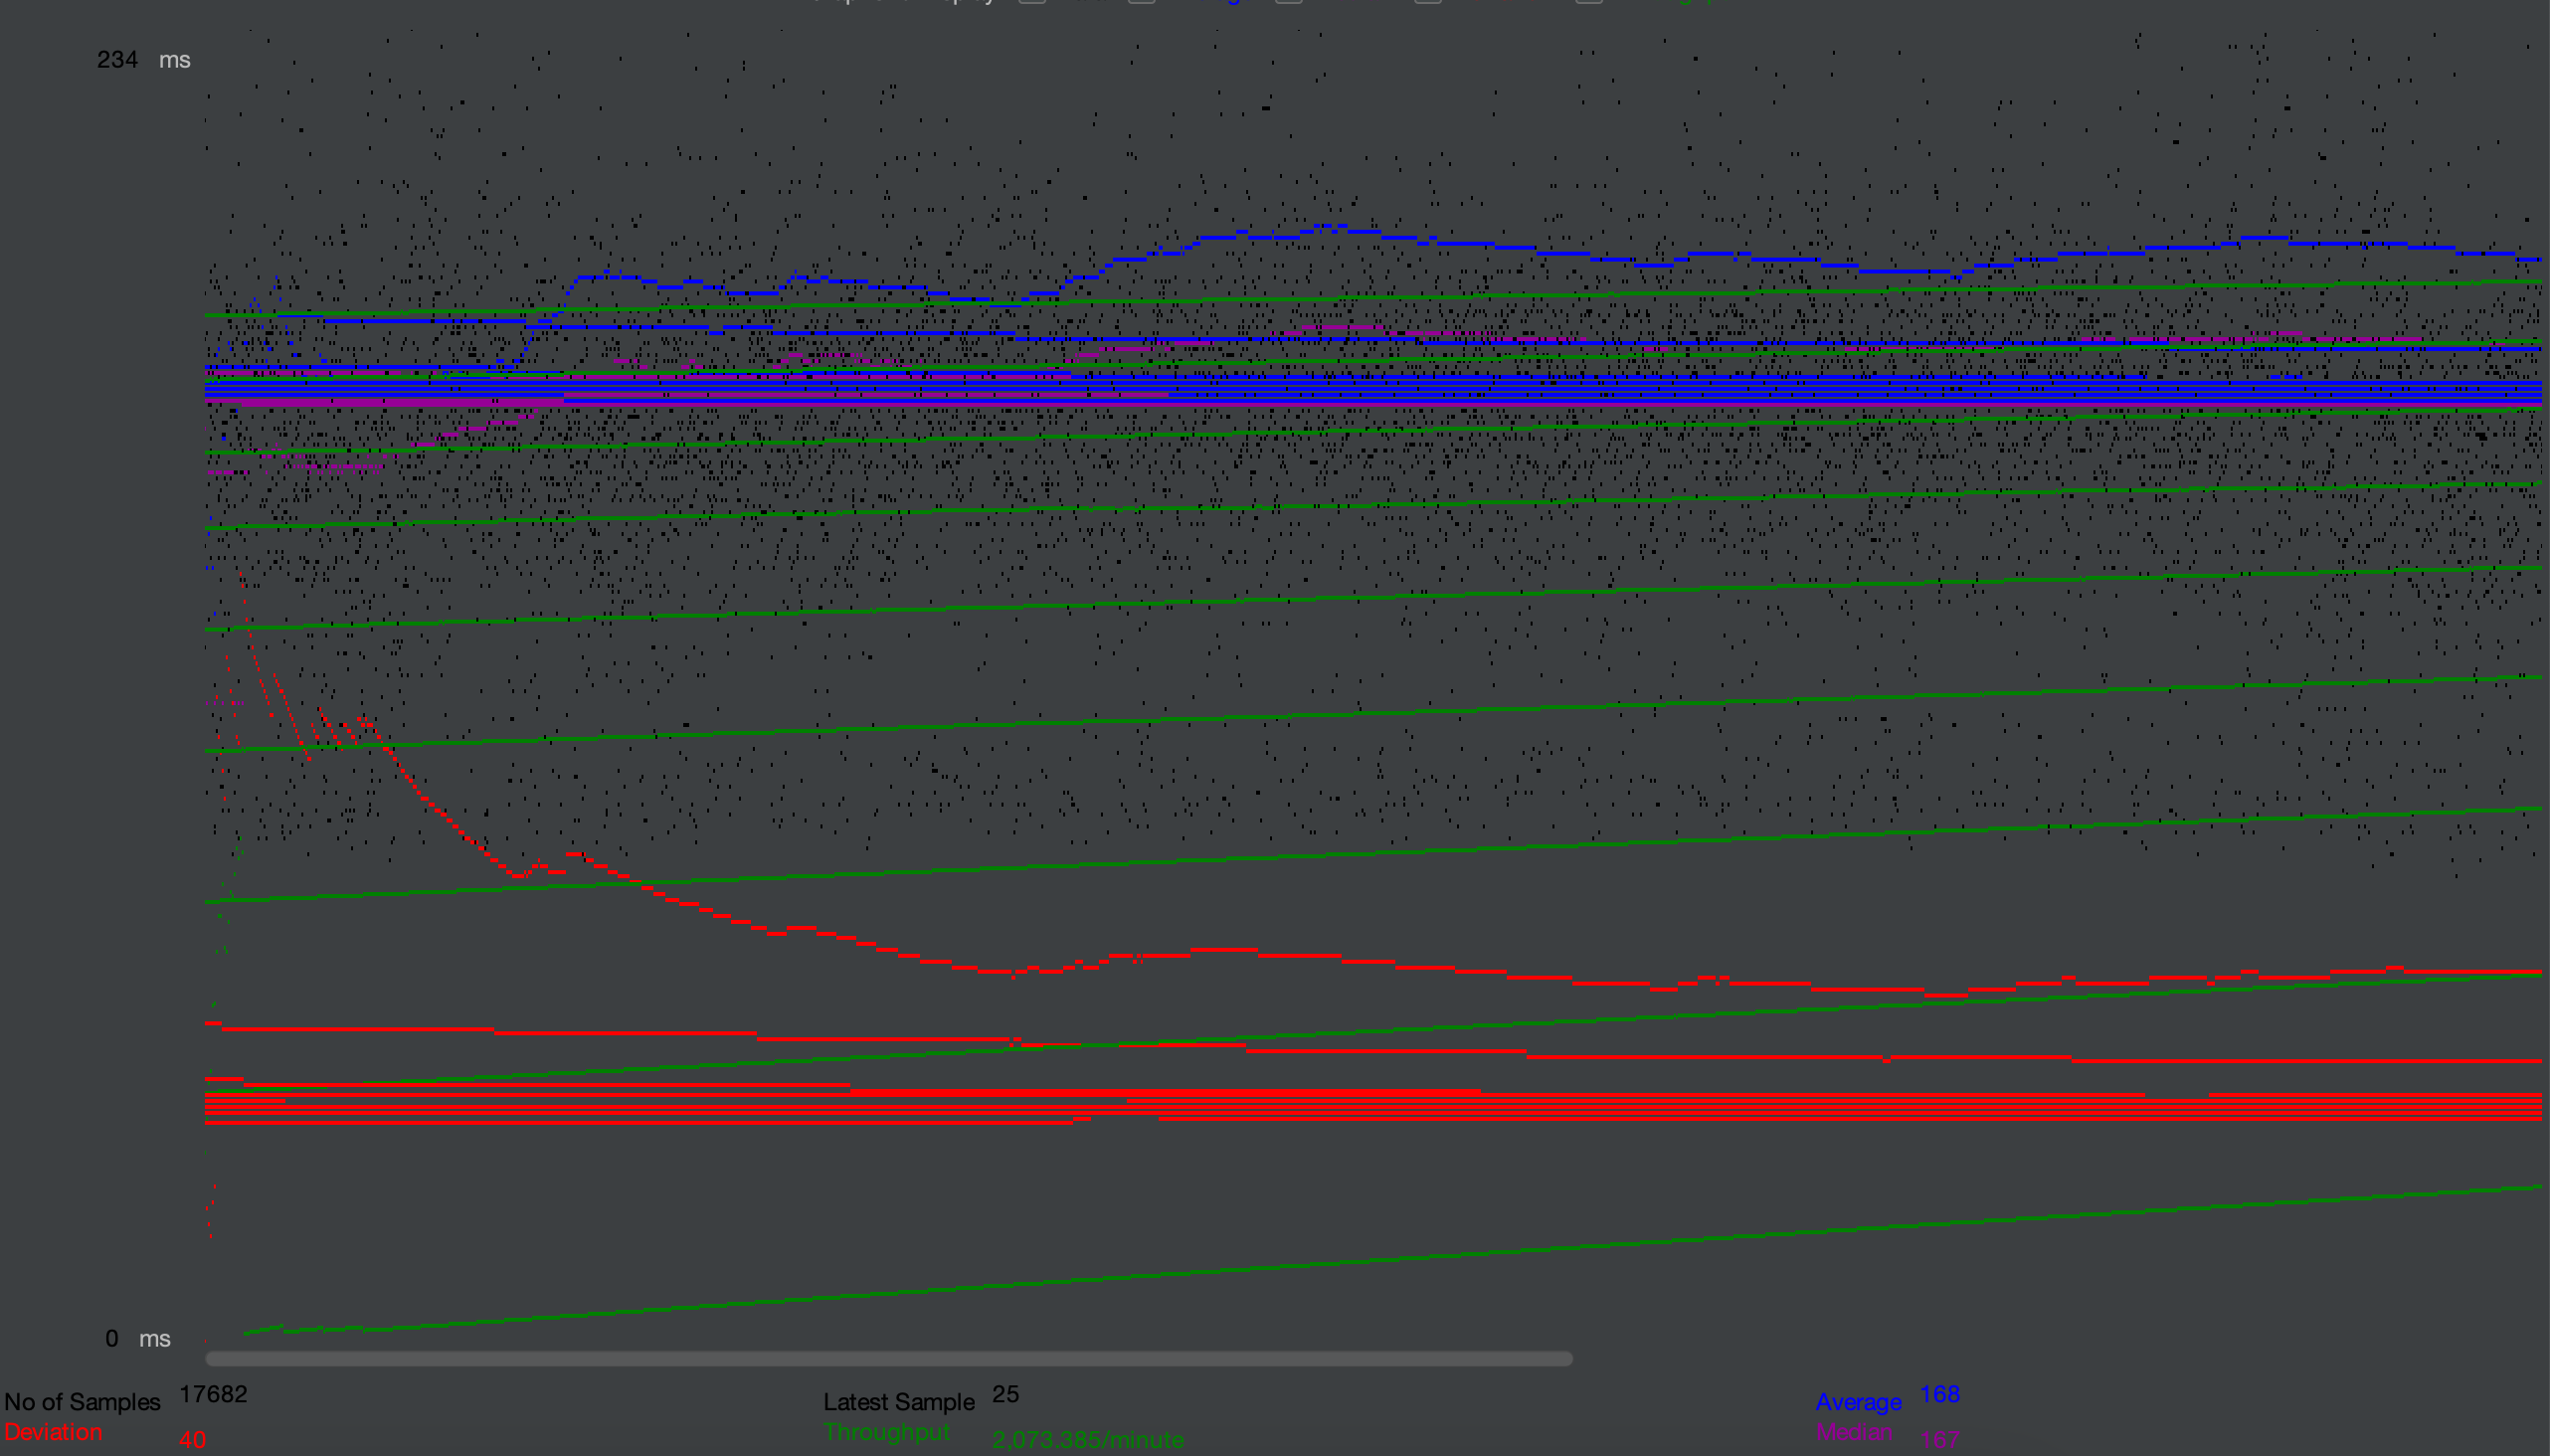 234 ms
0 ms
No of Samples 17682 Latest Sample 25 Average 168
Deviation 40 Throughput 2,073.385/minute Median 167